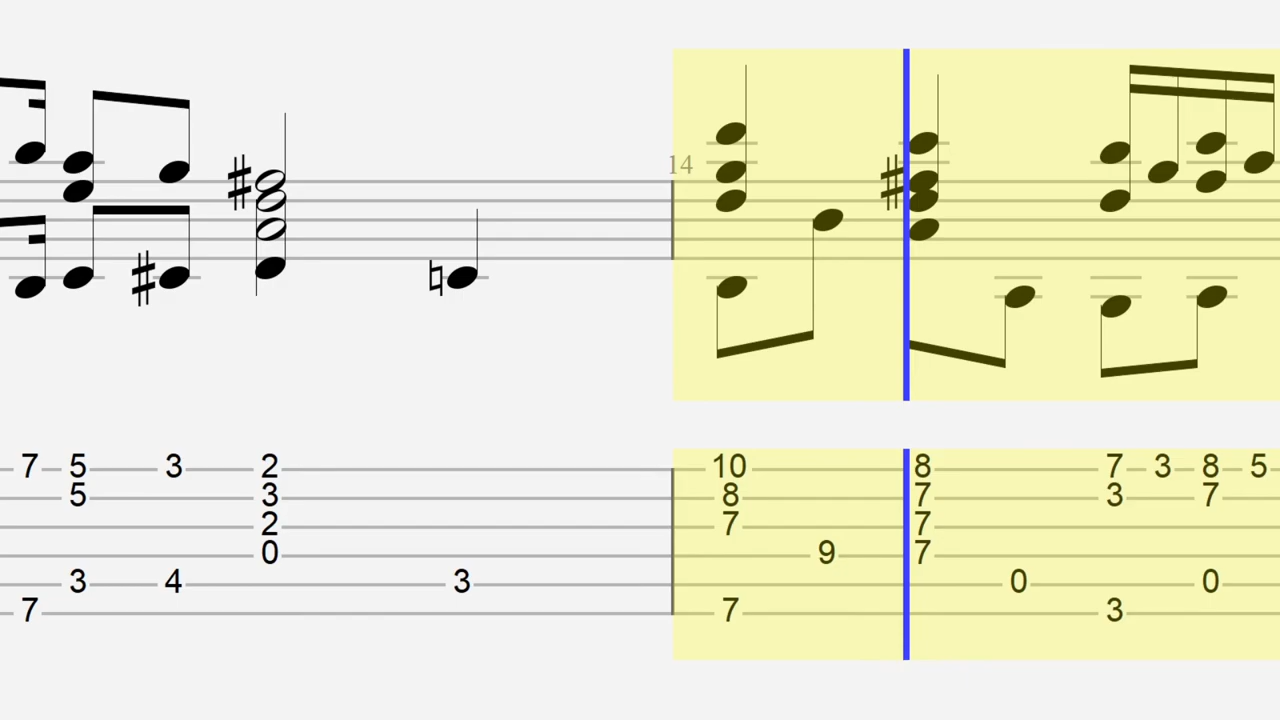 14
7 5 3 2 10 8 7 3 8 5
5 3 8 7 3 7
2 7 7
0 9 7
3 4 3 0 0
7 7 3